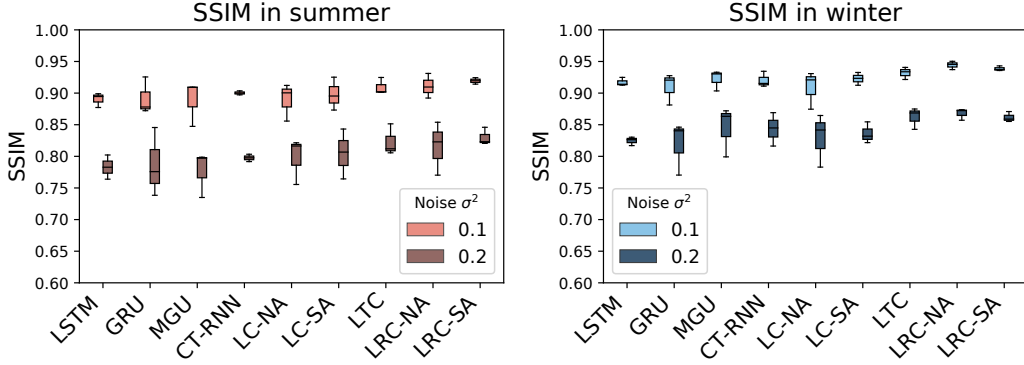 SSIM in summer
SSIM
1.00
0.95
0.90
0.85
0.80
0.75
0.70
0.65
0.60
Noise σ²
0.1
0.2
LSTM
GRU
MGU
CT-RNN
LC-NA
LC-SA
LTC
LRC-NA
LRC-SA
SSIM in winter
SSIM
1.00
0.95
0.90
0.85
0.80
0.75
0.70
0.65
0.60
Noise σ²
0.1
0.2
LSTM
GRU
MGU
CT-RNN
LC-NA
LC-SA
LTC
LRC-NA
LRC-SA